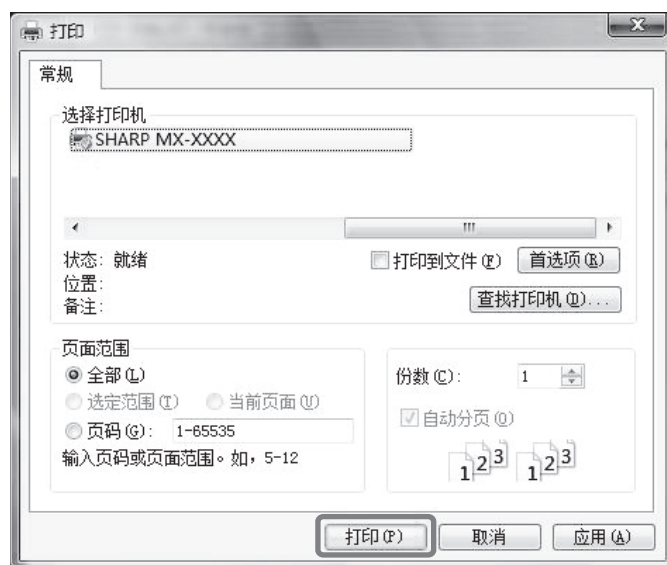 打印
常规
选择打印机
SHARP MX-XXXX
状态: 就绪
位置:
备注:
打印到文件(F) 首选项(R)
查找打印机(D)...
页面范围
全部(L)
选定范围(T) 当前页面(U)
页码(G): 1-65535
输入页码或页面范围。如，5-12
份数(C): 1
自动分页(O)
1 2 3 1 2 3
打印(P) 取消 应用(A)